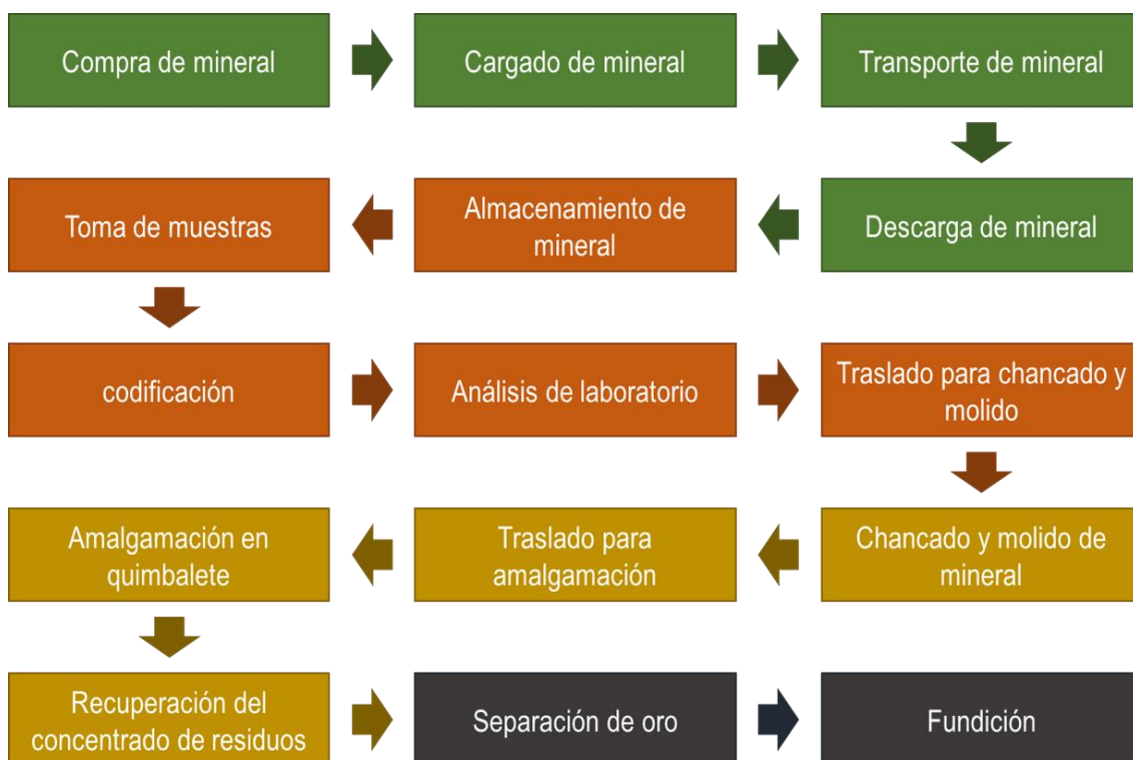 Compra de mineral
Cargado de mineral
Transporte de mineral
Descarga de mineral
Almacenamiento de
mineral
Toma de muestras
codificación
Análisis de laboratorio
Traslado para chancado y
molido
Chancado y molido de
mineral
Traslado para
amalgamación
Amalgamación en
quimbalete
Recuperación del
concentrado de residuos
Separación de oro
Fundición